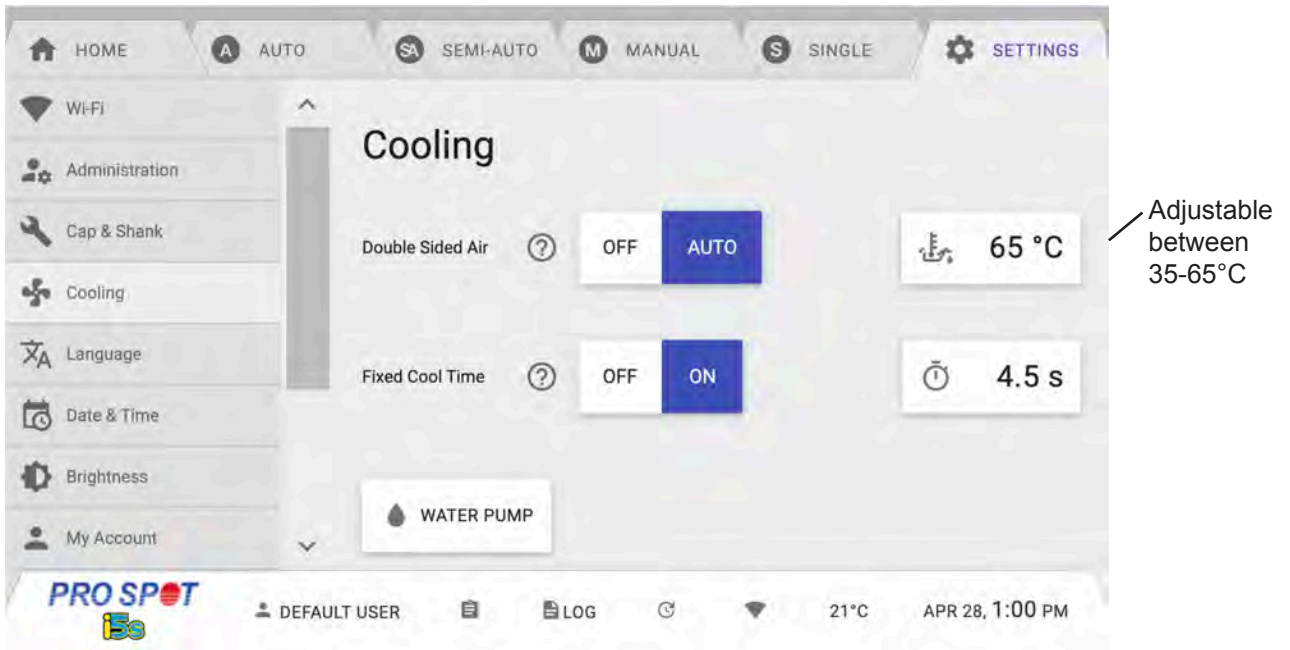 HOME
A AUTO
SA SEMI-AUTO
M MANUAL
S SINGLE
SETTINGS
Wi-Fi
Administration
Cap & Shank
Cooling
Language
Date & Time
Brightness
My Account
Cooling
Double Sided Air ? OFF AUTO 65 °C
Fixed Cool Time ? OFF ON 4.5 s
WATER PUMP
Adjustable
between
35-65°C
PRO SPOT
i5s
DEFAULT USER LOG 21°C APR 28, 1:00 PM